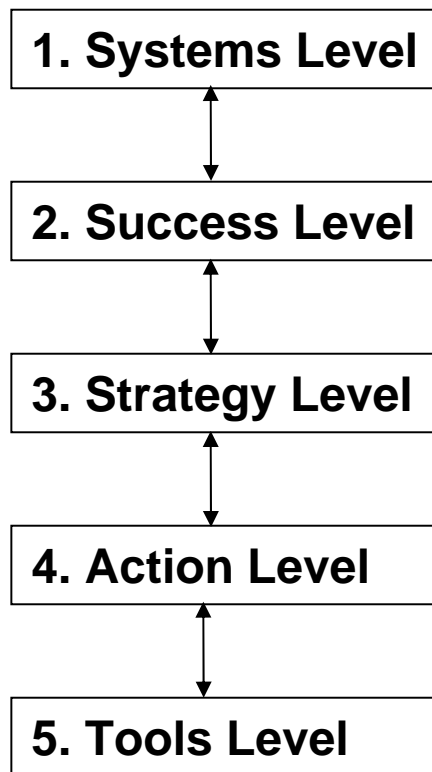 1. Systems Level
2. Success Level
3. Strategy Level
4. Action Level
5. Tools Level